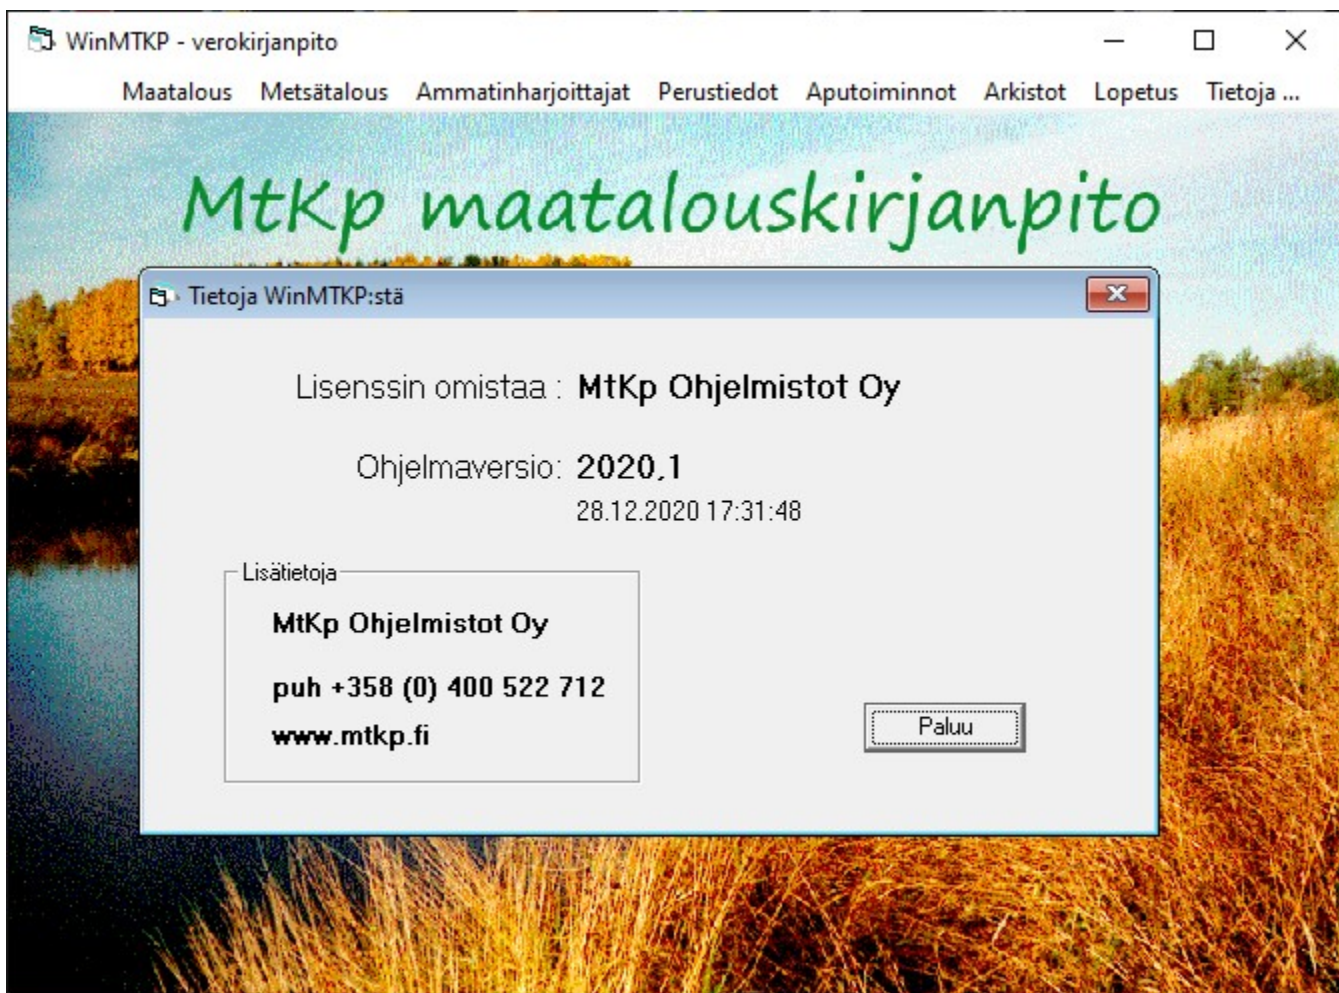 WinMTKP - verokirjanpito
Maatalous Metsätalous Ammatinharjoittajat Perustiedot Aputoiminnot Arkistot Lopetus Tietoja ...
MtKp maatalouskirjanpito
Tietoja WinMTKP:stä
Lisenssin omistaa : MtKp Ohjelmistot Oy
Ohjelmaversio: 2020,1
28.12.2020 17:31:48
Lisätietoja
MtKp Ohjelmistot Oy
puh +358 (0) 400 522 712
www.mtkp.fi
Paluu